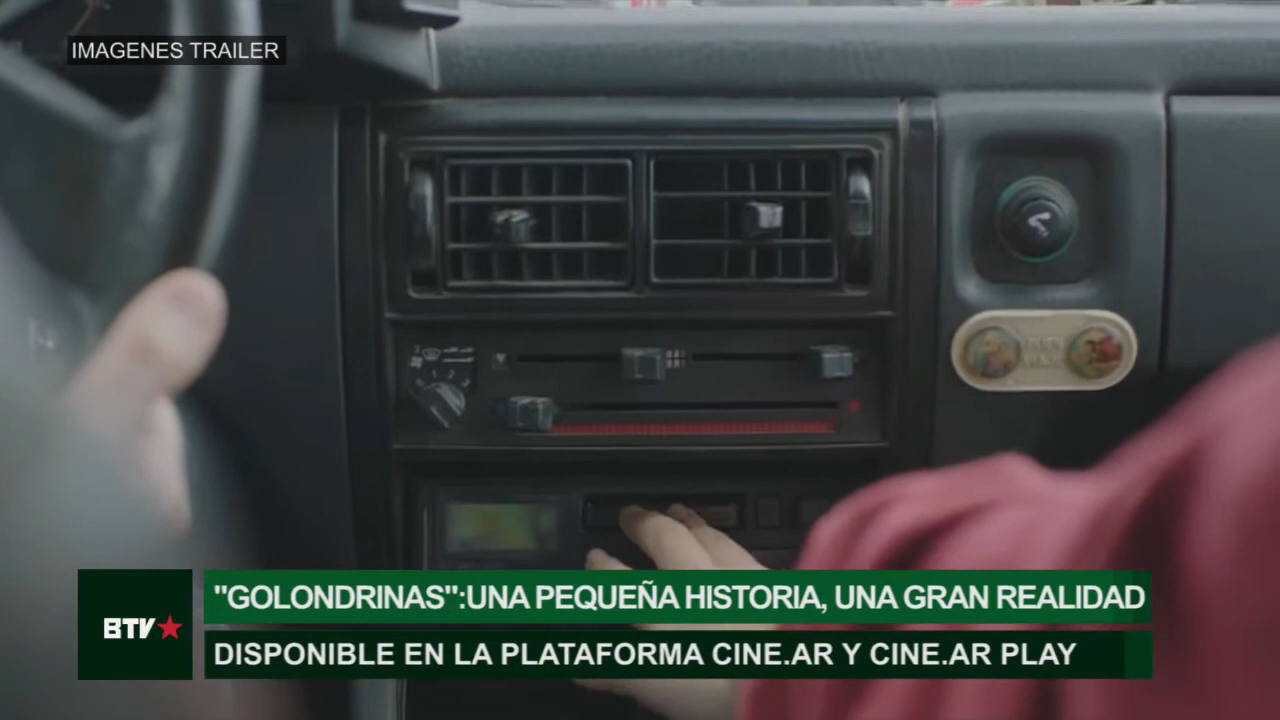 IMAGENES TRAILER
"GOLONDRINAS":UNA PEQUEÑA HISTORIA, UNA GRAN REALIDAD
BTV
DISPONIBLE EN LA PLATAFORMA CINE.AR Y CINE.AR PLAY